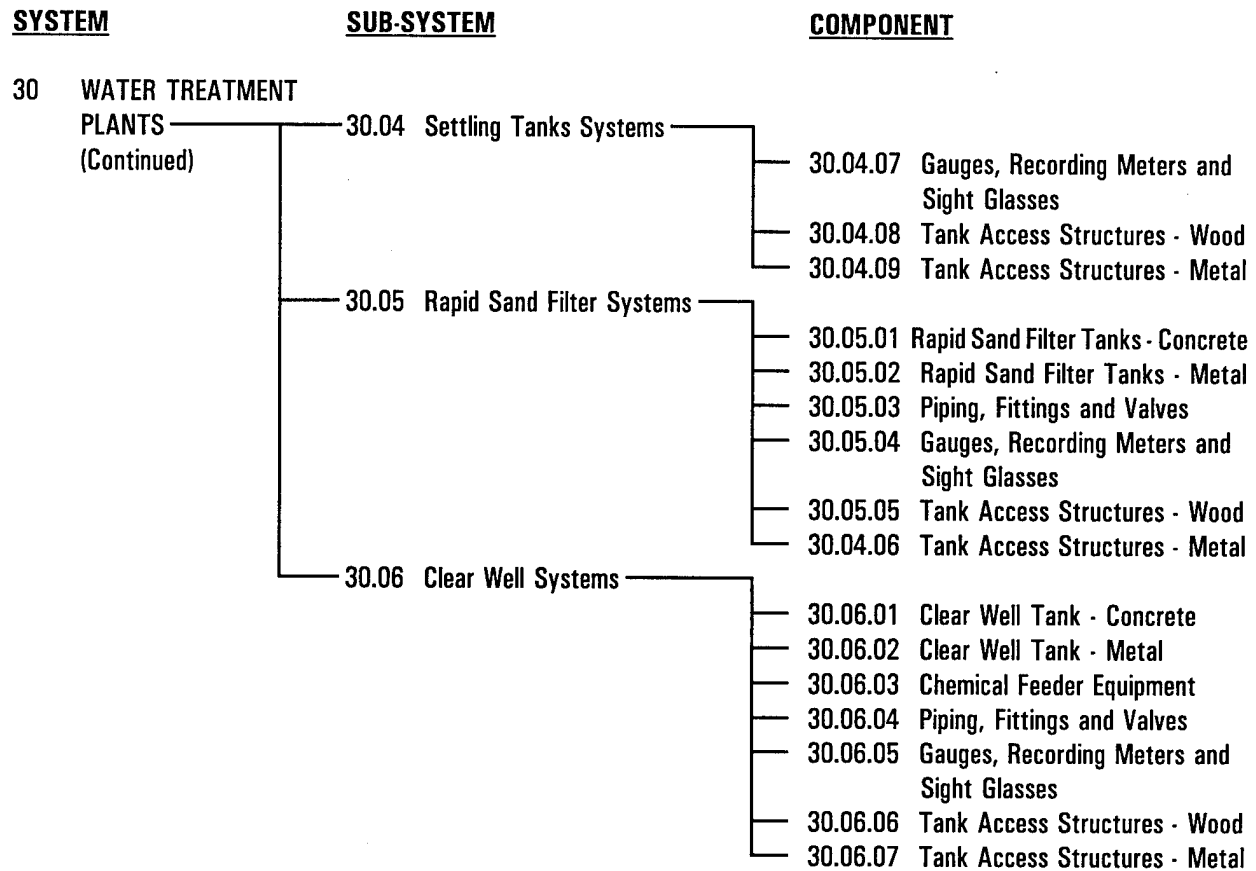 SYSTEM SUB-SYSTEM COMPONENT
30 WATER TREATMENT
PLANTS 30.04 Settling Tanks Systems
(Continued)
30.04.07 Gauges, Recording Meters and
Sight Glasses
30.04.08 Tank Access Structures - Wood
30.04.09 Tank Access Structures - Metal
30.05 Rapid Sand Filter Systems
30.05.01 Rapid Sand Filter Tanks - Concrete
30.05.02 Rapid Sand Filter Tanks - Metal
30.05.03 Piping, Fittings and Valves
30.05.04 Gauges, Recording Meters and
Sight Glasses
30.05.05 Tank Access Structures - Wood
30.04.06 Tank Access Structures - Metal
30.06 Clear Well Systems
30.06.01 Clear Well Tank - Concrete
30.06.02 Clear Well Tank - Metal
30.06.03 Chemical Feeder Equipment
30.06.04 Piping, Fittings and Valves
30.06.05 Gauges, Recording Meters and
Sight Glasses
30.06.06 Tank Access Structures - Wood
30.06.07 Tank Access Structures - Metal